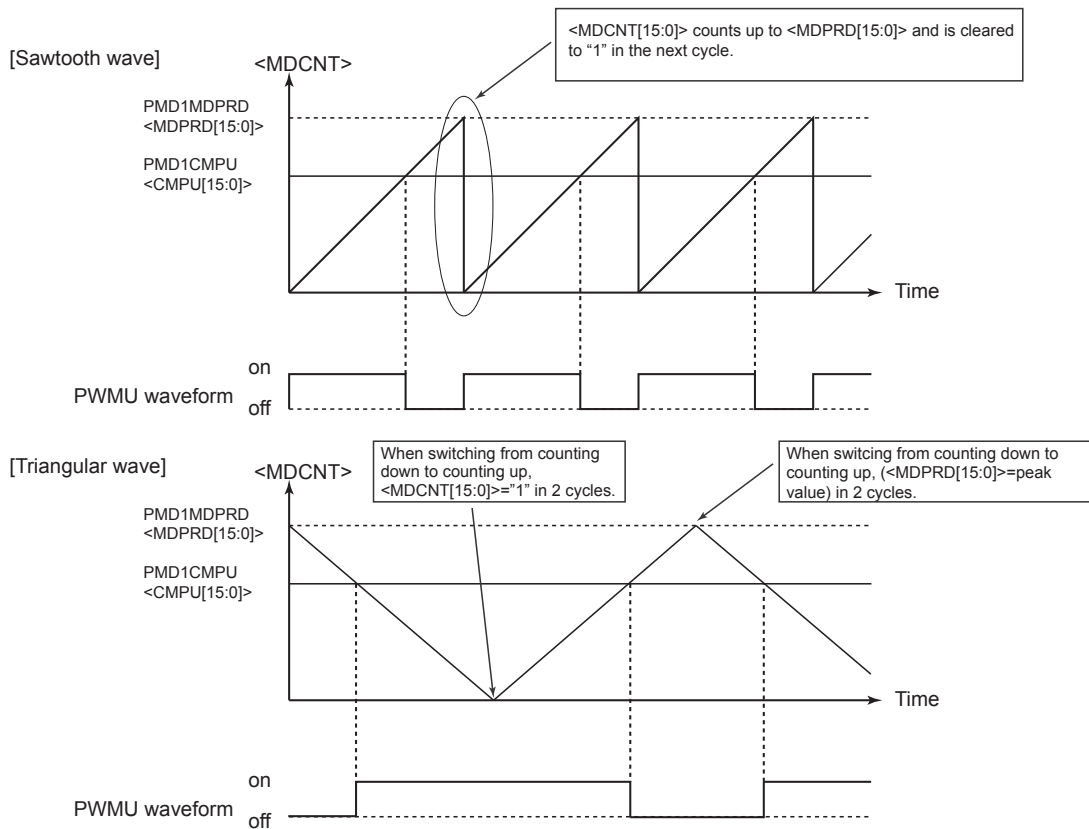 <MDCNT[15:0]> counts up to <MDPRD[15:0]> and is cleared
to “1” in the next cycle.
[Sawtooth wave]
<MDCNT>
PMD1MDPRD
<MDPRD[15:0]>
PMD1CMPU
<CMPU[15:0]>
Time
on
PWMU waveform
off
[Triangular wave]
<MDCNT>
When switching from counting
down to counting up,
<MDCNT[15:0]>=”1” in 2 cycles.
When switcing from counting down to
counting up, (<MDPRD[15:0]>=peak
value) in 2 cycles.
PMD1MDPRD
<MDPRD[15:0]>
PMD1CMPU
<CMPU[15:0]>
Time
on
PWMU waveform
off